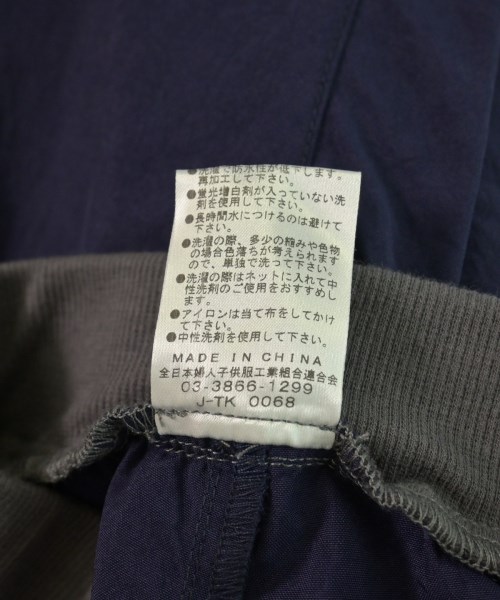 ●洗濯で防水性が低下します。
再加工して下さい。
●蛍光増白剤が入っていない洗
剤を使用して下さい。
●長時間水につけるのは避けて
下さい。
●洗濯の際、多少の縮みや色物
の場合色落ちが考えられます
ので、単独で洗って下さい。
●洗濯の際はネットに入れて中
性洗剤のご使用をおすすめし
ます。
●アイロンは当て布をしてかけ
て下さい。
●中性洗剤を使用して下さい。
MADE IN CHINA
全日本婦人子供服工業組合連合会
03-3866-1299
J-TK 0068